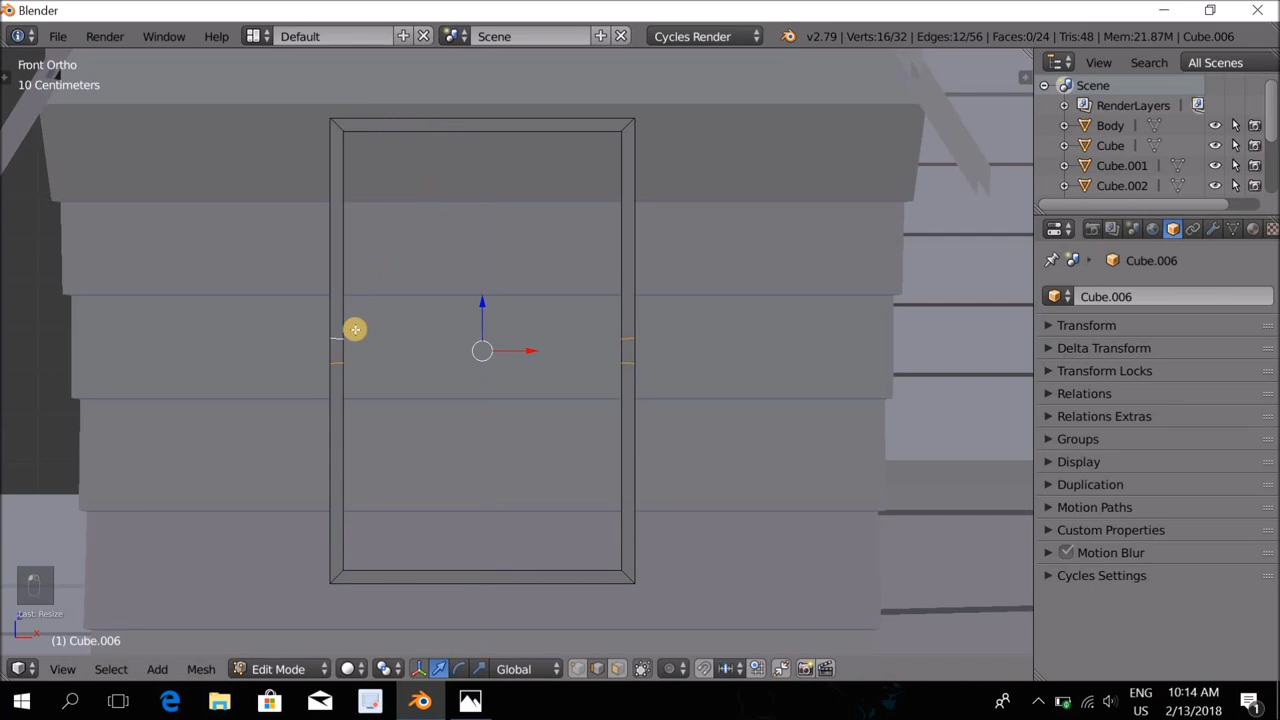 Blender
File Render Window Help Default Scene Cycles Render v2.79 | Verts:16/32 | Edges:12/56 | Faces:0/24 | Tris:48 | Mem:21.87M | Cube.006
Front Ortho
10 Centimeters
View Search All Scenes
Scene
RenderLayers
Body
Cube
Cube.001
Cube.002
Cube.006
Cube.006
Transform
Delta Transform
Transform Locks
Relations
Relations Extras
Groups
Display
Duplication
Motion Paths
Custom Properties
Motion Blur
Cycles Settings
Last: Resize
x
(1) Cube.006
View Select Add Mesh Edit Mode Global
ENG 10:14 AM
US 2/13/2018
1